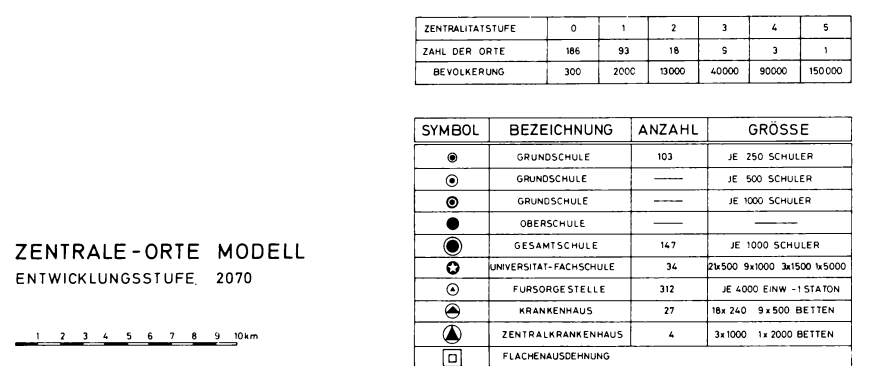 ZENTRALITATSTUFE 0 1 2 3 4 5
ZAHL DER ORTE 186 93 18 9 3 1
BEVOLKERUNG 300 2000 13000 40000 90000 150000
SYMBOL BEZEICHNUNG ANZAHL GRÖSSE
GRUNDSCHULE 103 JE 250 SCHULER
GRUNDSCHULE — JE 500 SCHULER
GRUNDSCHULE — JE 1000 SCHULER
OBERSCHULE — —
GESAMTSCHULE 147 JE 1000 SCHULER
UNIVERSITAT-FACHSCHULE 34 21x500 9x1000 3x1500 1x5000
FURSORGESTELLE 312 JE 4000 EINW -1 STATON
KRANKENHAUS 27 18x 240 9 x 500 BETTEN
ZENTRALKRANKENHAUS 4 3x1000 1x 2000 BETTEN
FLACHENAUSDEHNUNG
ZENTRALE-ORTE MODELL
ENTWICKLUNGSSTUFE 2070
1 2 3 4 5 6 7 8 9 10km